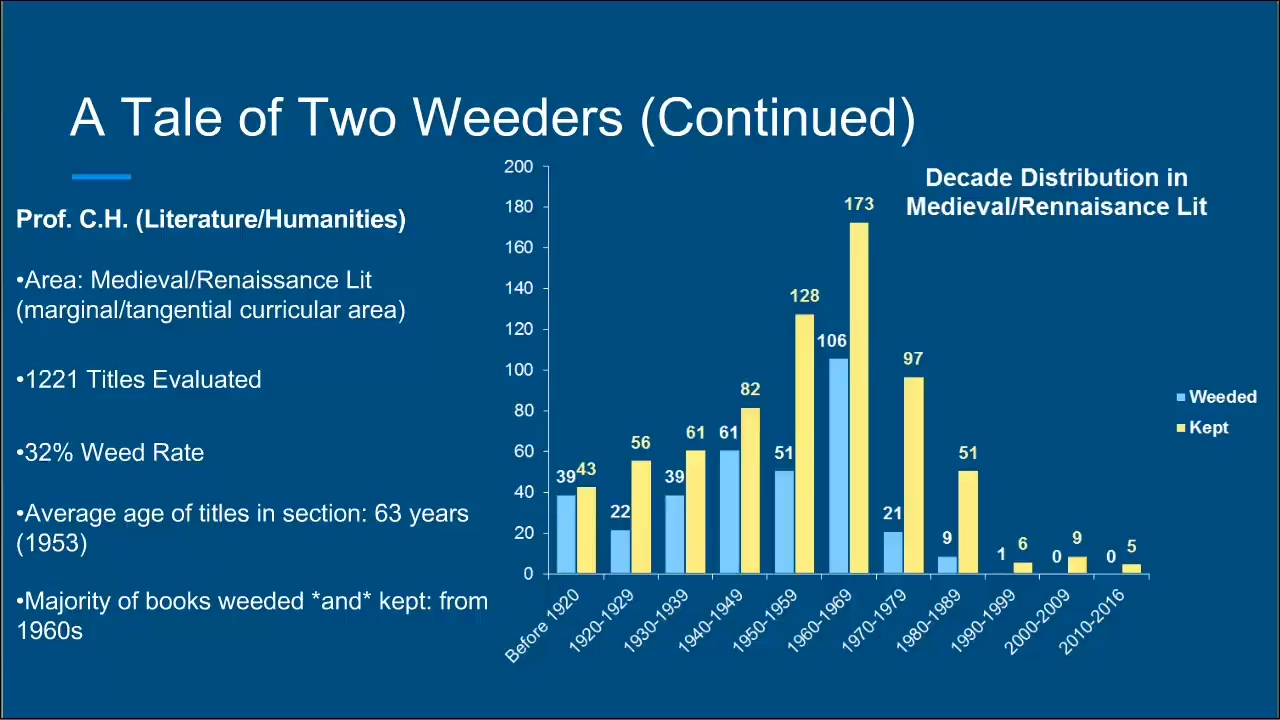 A Tale of Two Weeders (Continued)
Prof. C.H. (Literature/Humanities)
•Area: Medieval/Renaissance Lit
(marginal/tangential curricular area)
•1221 Titles Evaluated
•32% Weed Rate
•Average age of titles in section: 63 years
(1953)
•Majority of books weeded *and* kept: from
1960s
Decade Distribution in
Medieval/Rennaisance Lit
200
180
160
140
120
100
80
60
40
20
0
39 43
22 56
39 61
61 82
51 128
106 173
21 97
9 51
1 6
0 9
0 5
Before 1920
1920-1929
1930-1939
1940-1949
1950-1959
1960-1969
1970-1979
1980-1989
1990-1999
2000-2009
2010-2016
Weeded
Kept